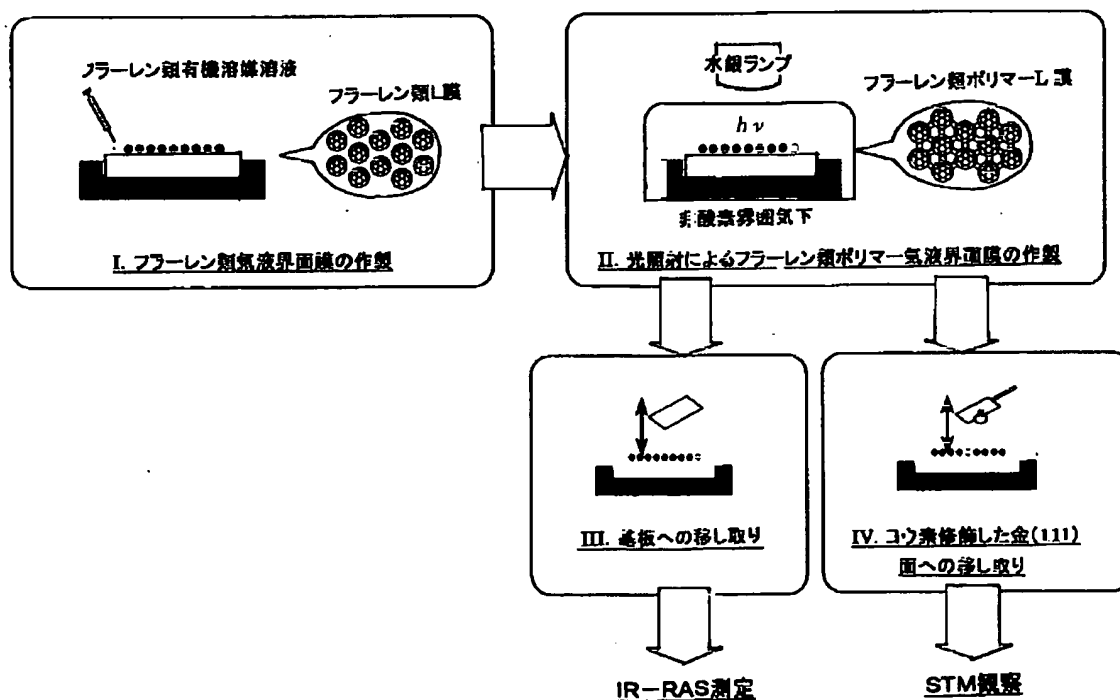 フラーレン類有機溶媒溶液
フラーレン類L膜
I. フラーレン類気液界面膜の作製
水銀ランプ
フラーレン類ポリマーL膜
hν
非酸素雰囲気下
II. 光開封によるフラーレン類ポリマー気液界面膜の作製
III. 基板への移し取り
IV. ヨウ素修飾した金(111)
面への移し取り
IR-RAS測定
STM観察